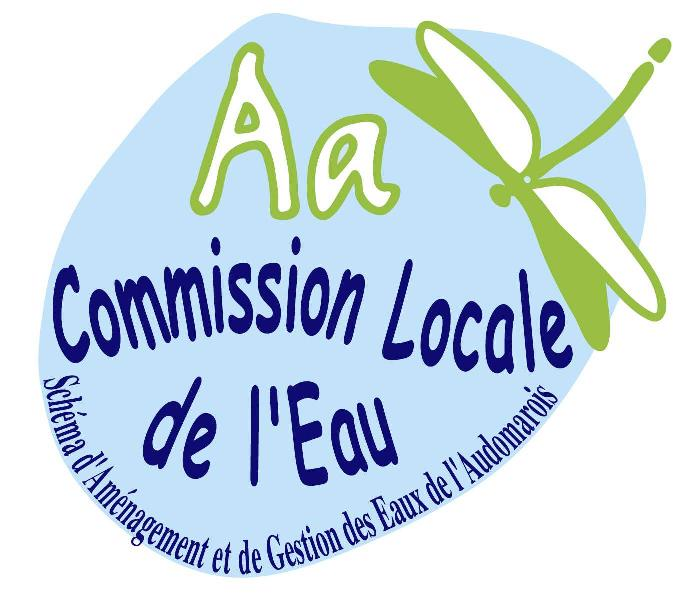 Aa
Commission Locale
de l'Eau
Schéma d'Aménagement et de Gestion des Eaux de l'Audomarois